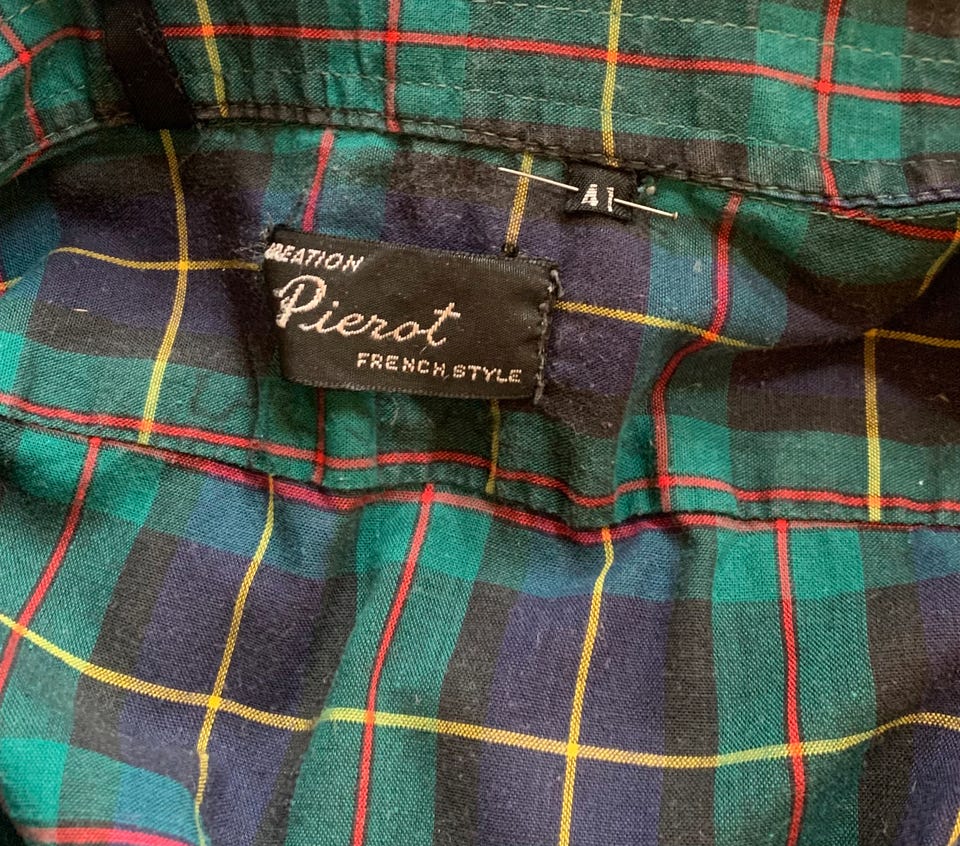 41
CREATION
Pierot
FRENCH STYLE